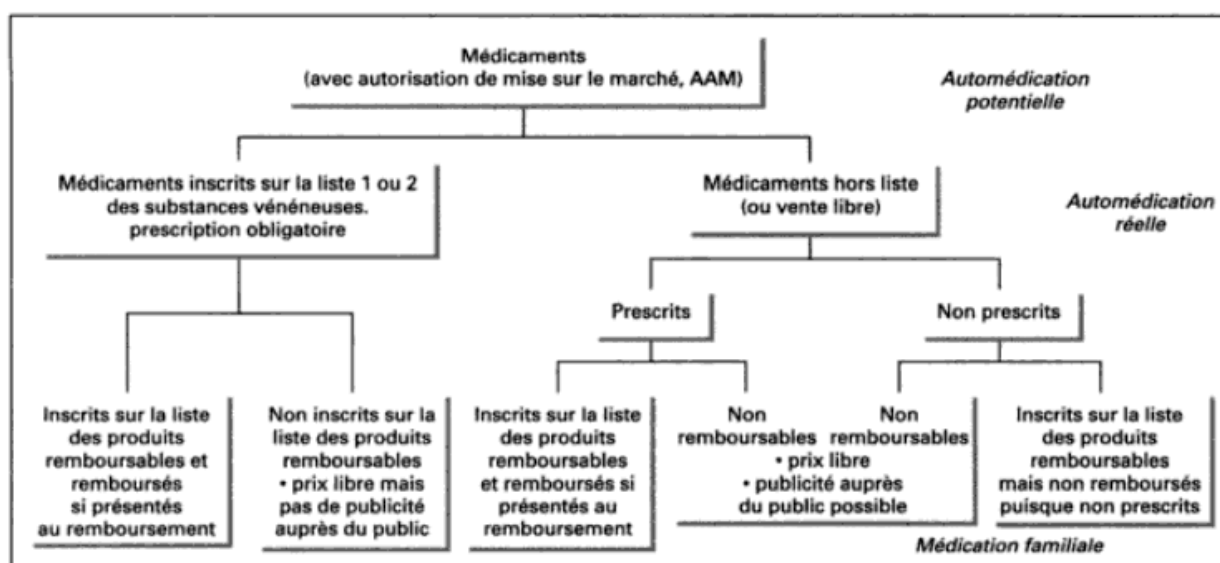 Médicaments
(avec autorisation de mise sur le marché, AAM)
Automédication
potentielle
Médicaments inscrits sur la liste 1 ou 2
des substances vénéneuses.
prescription obligatoire
Médicaments hors liste
(ou vente libre)
Automédication
réelle
Prescrits
Non prescrits
Inscrits sur la liste
des produits
remboursables et
remboursés
si présentés
au remboursement
Non inscrits sur la
liste des produits
remboursables
• prix libre mais
pas de publicité
auprès du public
Inscrits sur la liste
des produits
remboursables
et remboursés si
présentés au
remboursement
Non Non
remboursables remboursables
• prix libre
• publicité auprès
du public possible
Inscrits sur la liste
des produits
remboursables
mais non remboursés
puisque non prescrits
Médication familiale